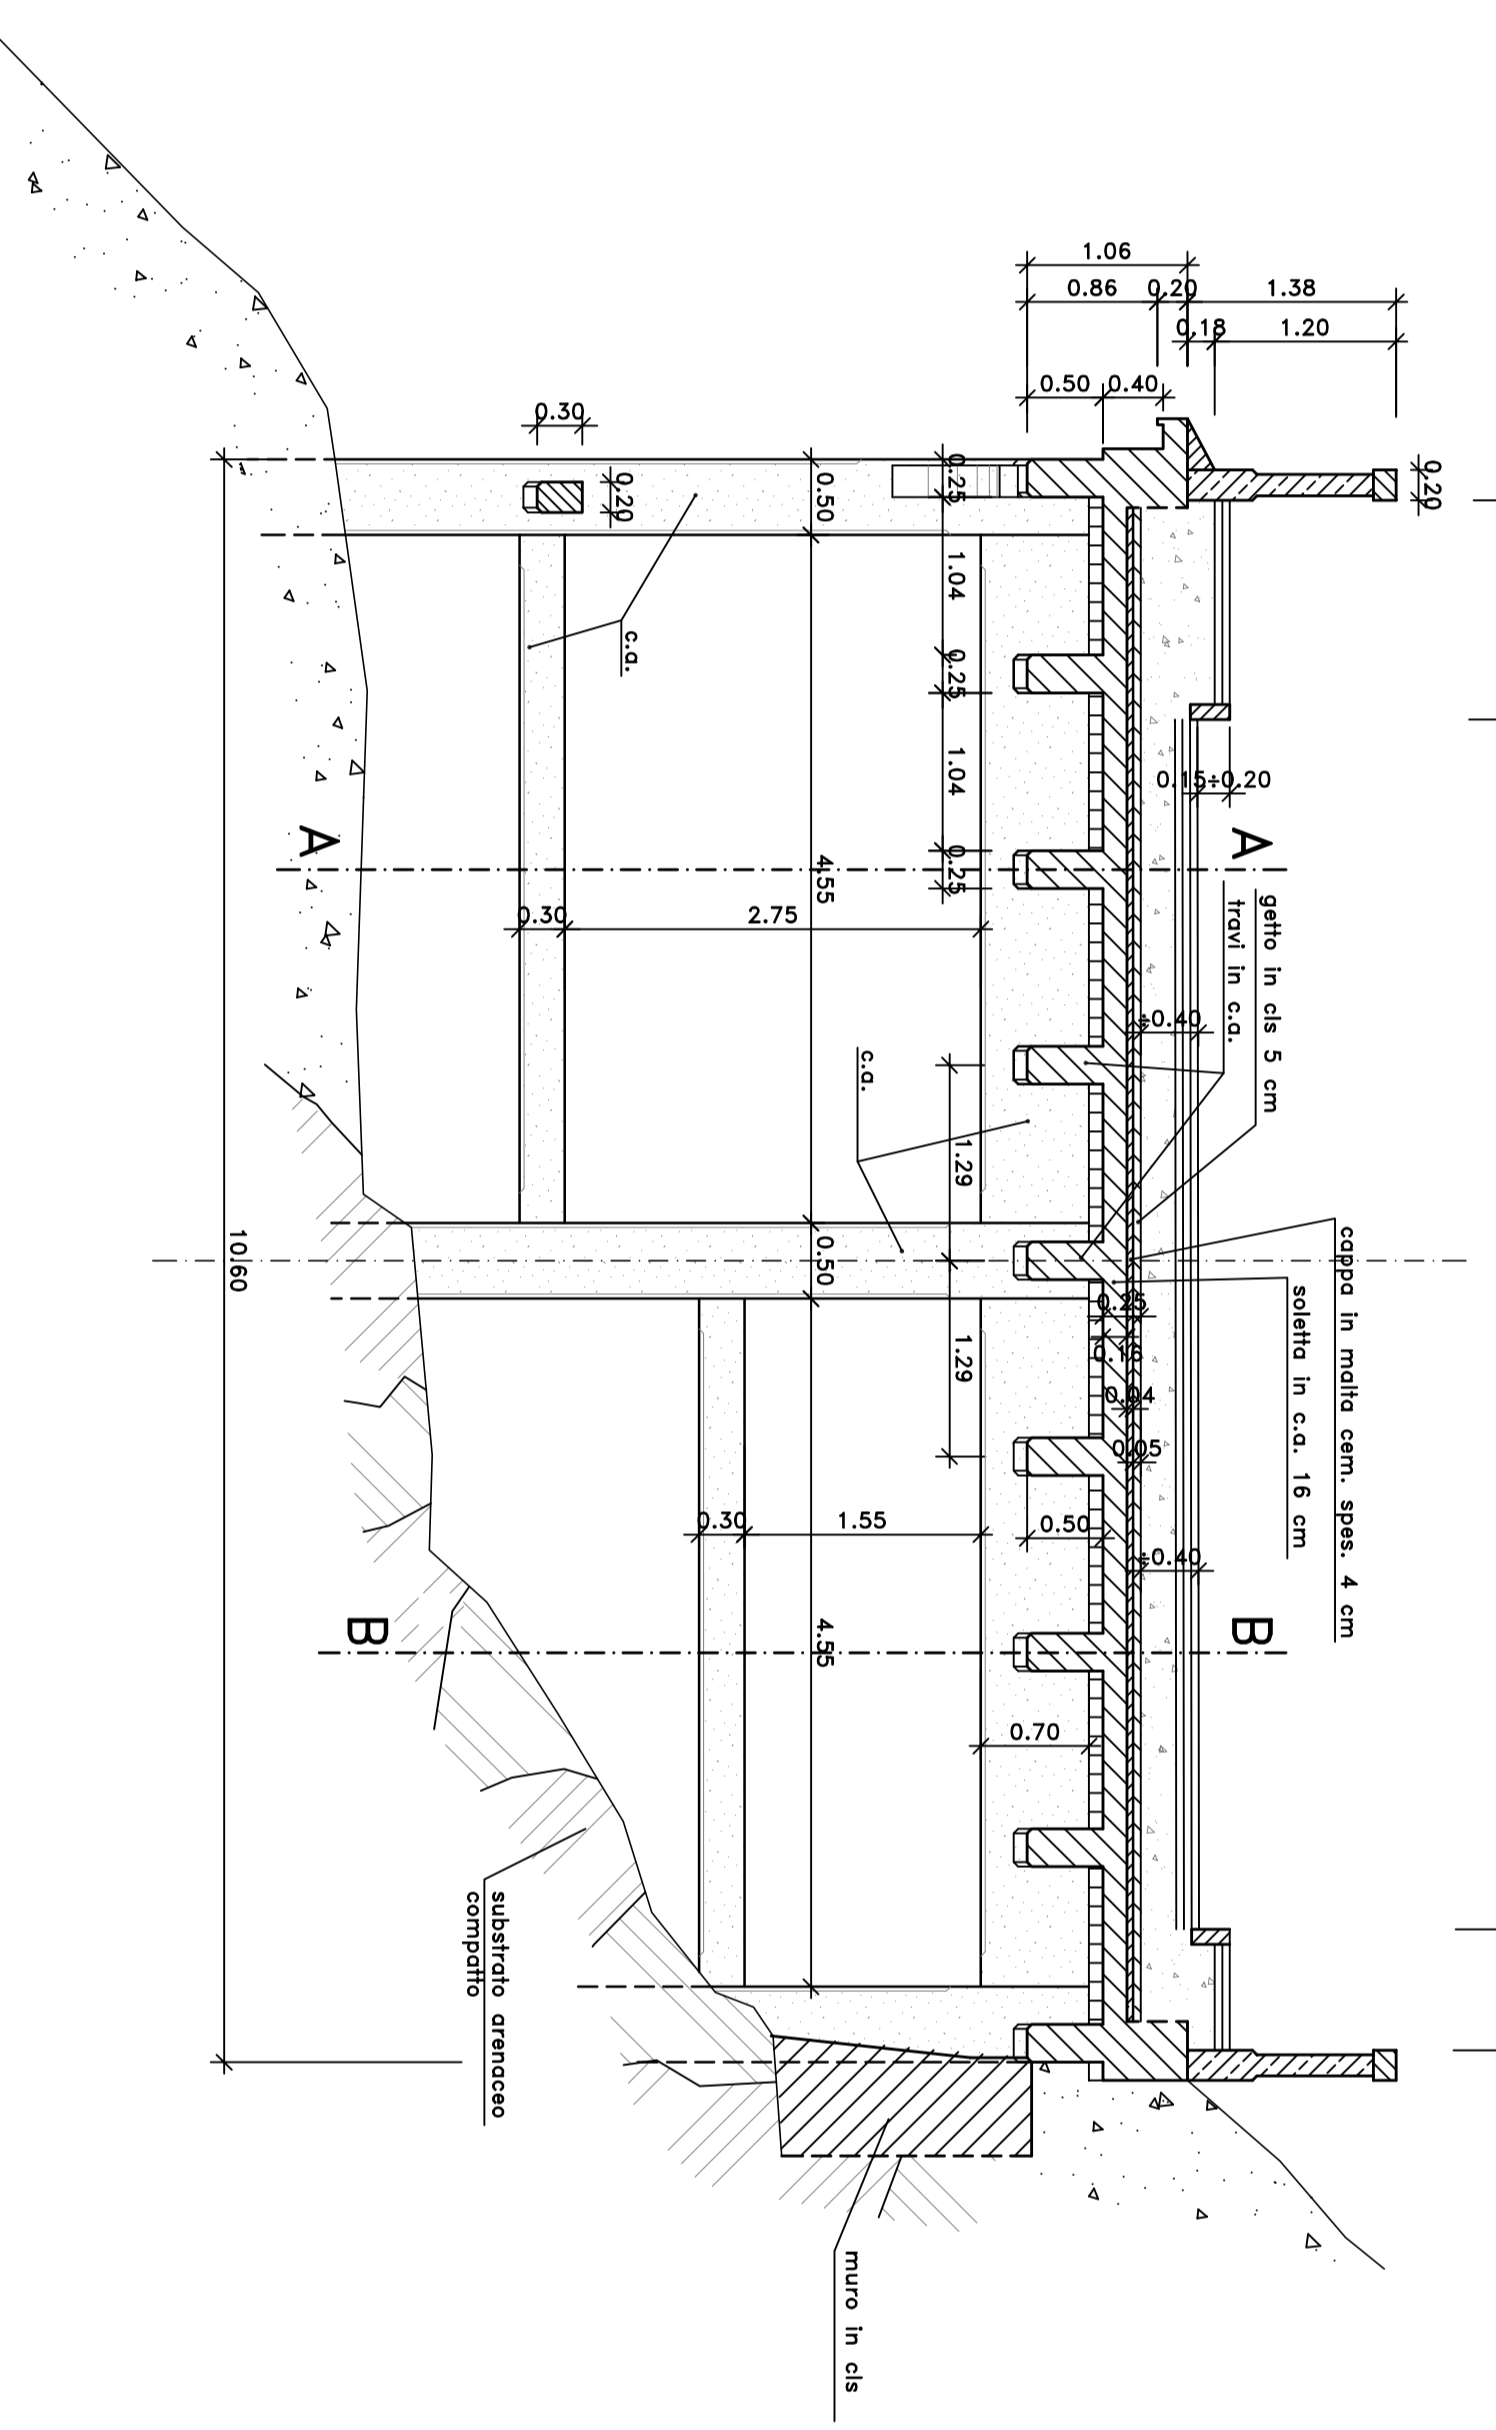 1.06
0.86
0.20
1.38
0.18
1.20
0.50
0.40
0.30
0.20
0.20
0.50
0.25
1.04
0.25
1.04
0.25
c.a.
4.55
A
A
0.15÷0.20
0.30
2.75
getto in cls 5 cm
travi in c.a.
÷0.40
c.a.
1.29
0.50
1.29
10.60
cappa in malta cem. spes. 4 cm
soletta in c.a. 16 cm
0.25
0.16
0.04
0.05
0.30
1.55
0.50
÷0.40
B
B
4.55
0.70
substrato arenaceo
compatto
muro in cls